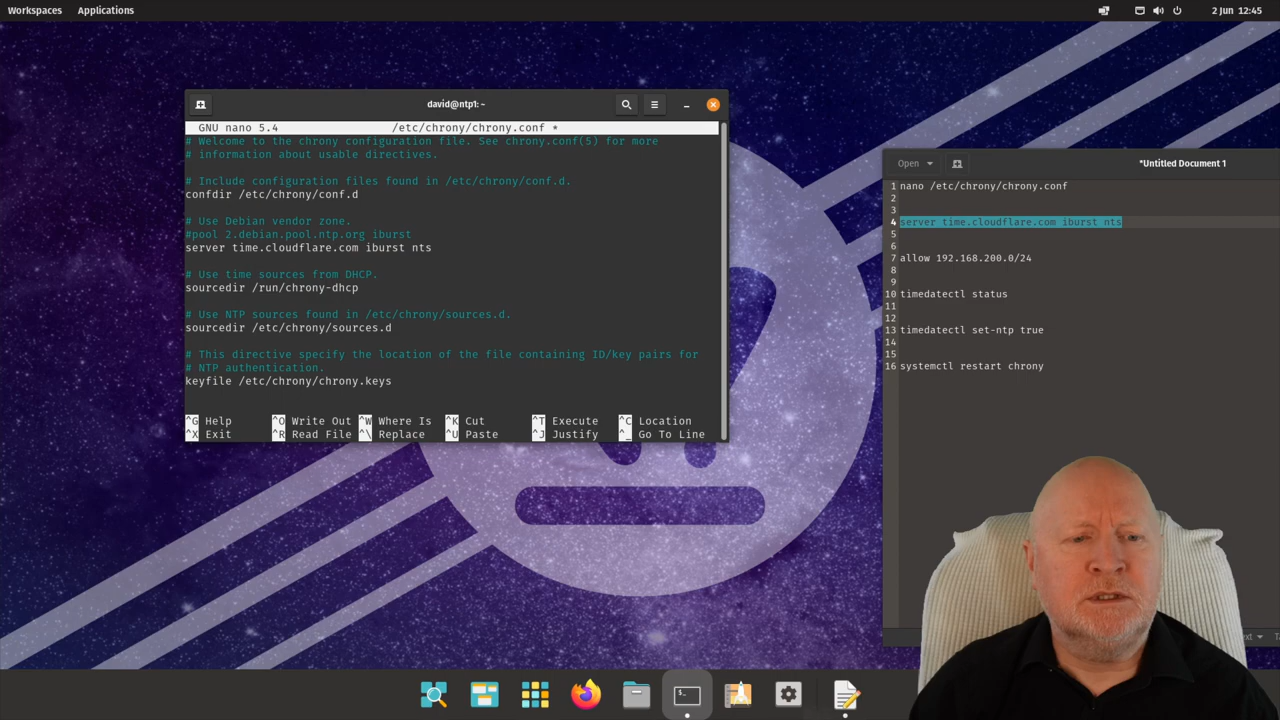 Workspaces Applications 2 Jun 12:45
david@ntp1: ~
GNU nano 5.4 /etc/chrony/chrony.conf *
# Welcome to the chrony configuration file. See chrony.conf(5) for more
# information about usable directives.
# Include configuration files found in /etc/chrony/conf.d.
confdir /etc/chrony/conf.d
# Use Debian vendor zone.
#pool 2.debian.pool.ntp.org iburst
server time.cloudflare.com iburst nts
# Use time sources from DHCP.
sourcedir /run/chrony-dhcp
# Use NTP sources found in /etc/chrony/sources.d.
sourcedir /etc/chrony/sources.d
# This directive specify the location of the file containing ID/key pairs for
# NTP authentication.
keyfile /etc/chrony/chrony.keys
^G Help ^O Write Out ^W Where Is ^K Cut ^T Execute ^C Location
^X Exit ^R Read File ^\ Replace ^U Paste ^J Justify ^_ Go To Line
Open *Untitled Document 1
1 nano /etc/chrony/chrony.conf
2
3
4 server time.cloudflare.com iburst nts
5
6
7 allow 192.168.200.0/24
8
9
10 timedatectl status
11
12
13 timedatectl set-ntp true
14
15
16 systemctl restart chrony